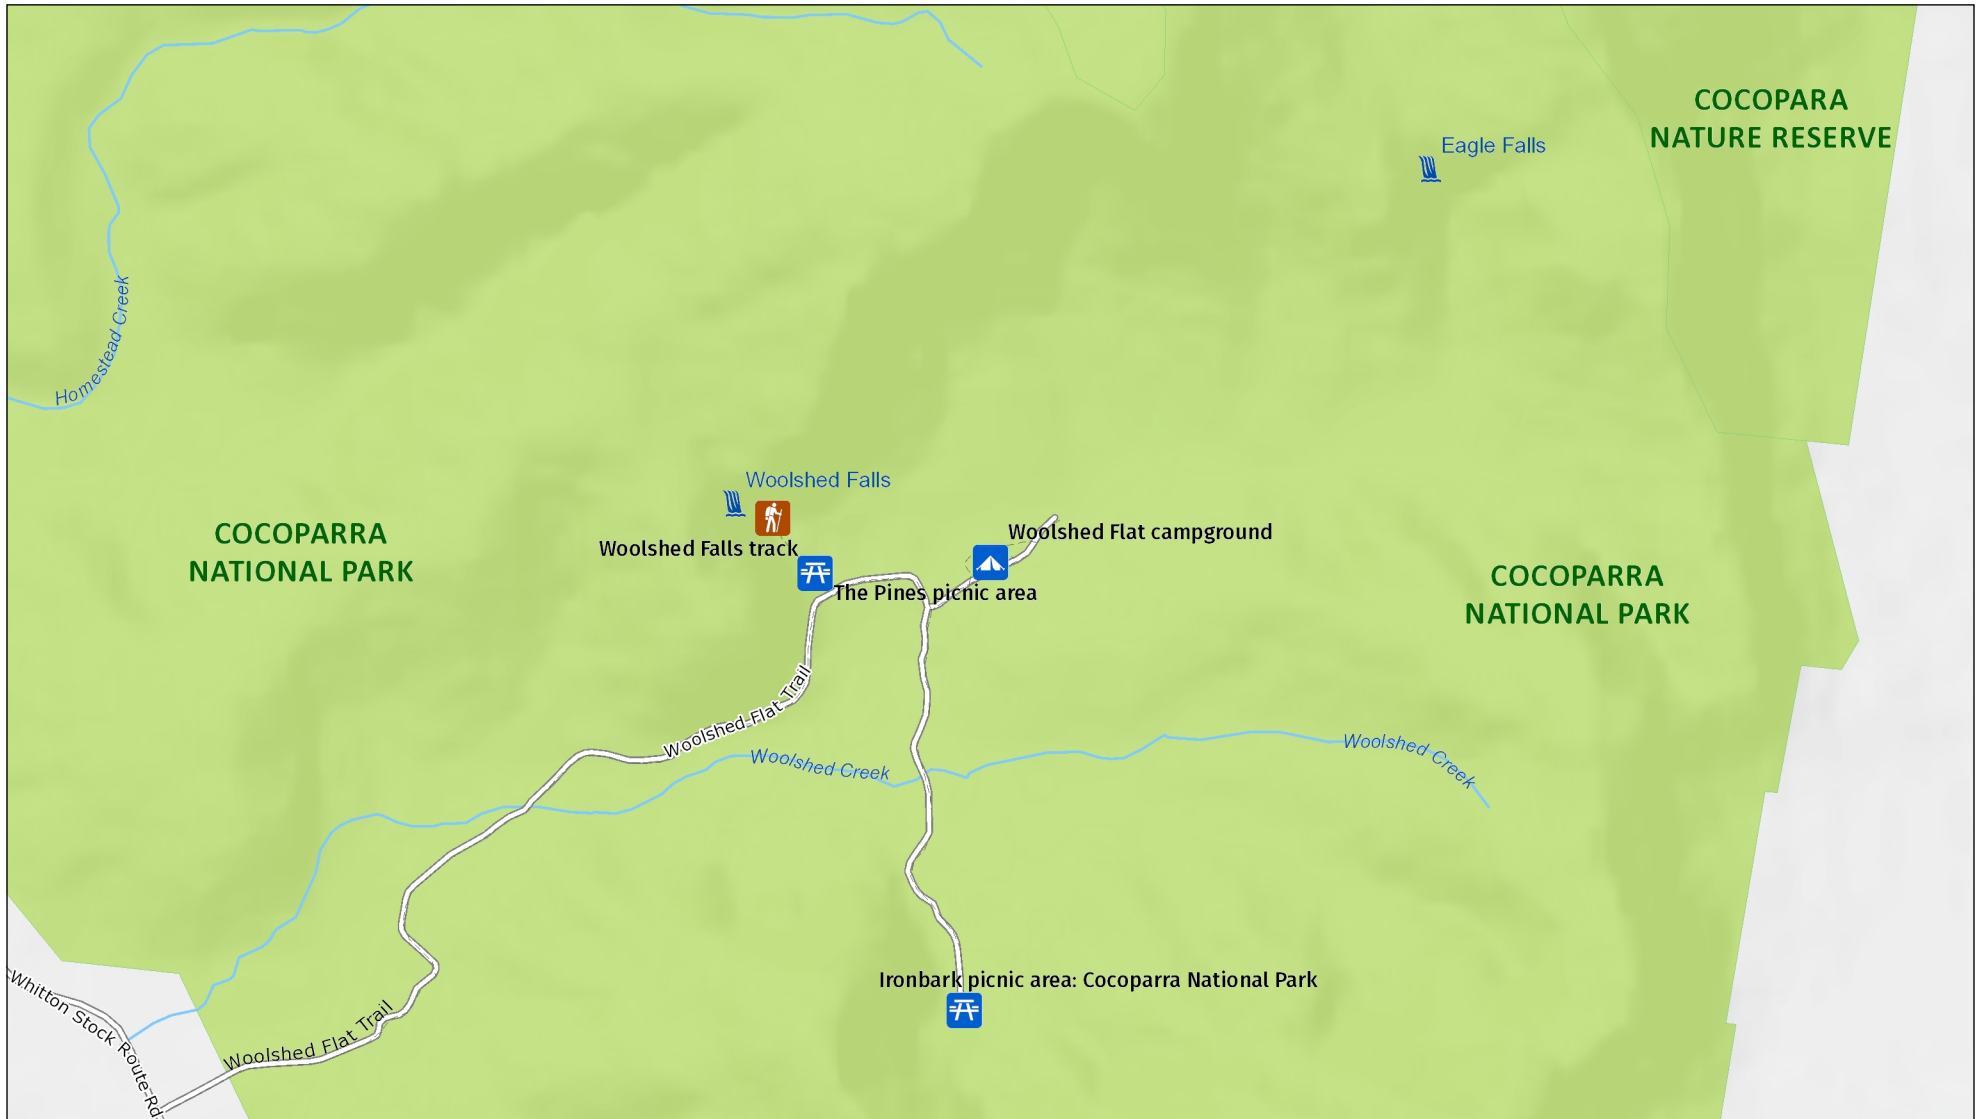 COCOPARA
NATURE RESERVE
Eagle Falls
Homestead Creek
Woolshed Falls
COCOPARRA
NATIONAL PARK
Woolshed Falls track
Woolshed Flat campground
The Pines picnic area
COCOPARRA
NATIONAL PARK
Woolshed Flat Trail
Woolshed Creek
Woolshed Creek
Ironbark picnic area: Cocoparra National Park
Whitton Stock Route Rd
Woolshed Flat Trail